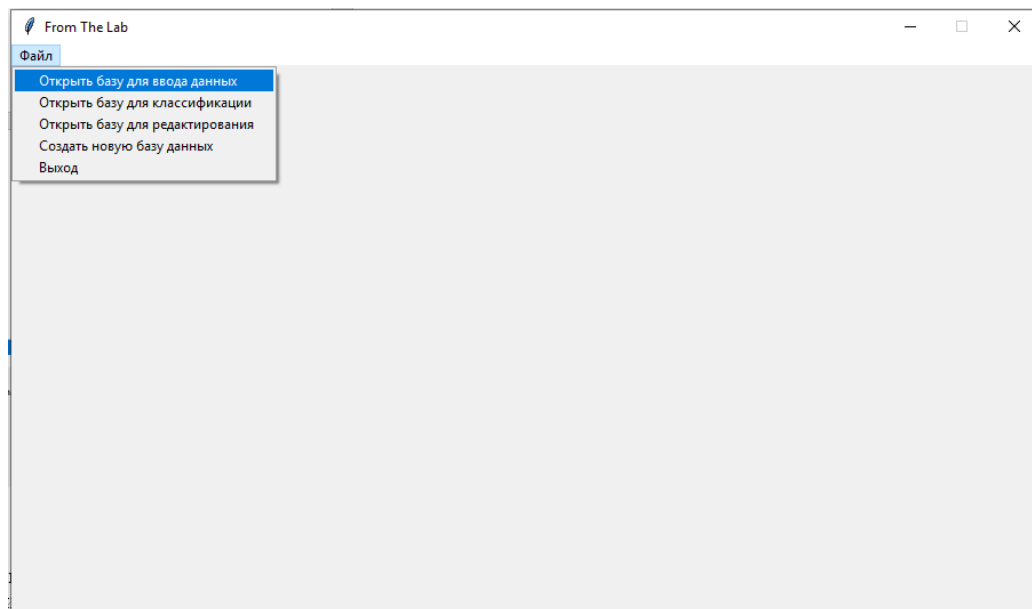 From The Lab
Файл
Открыть базу для ввода данных
Открыть базу для классификации
Открыть базу для редактирования
Создать новую базу данных
Выход